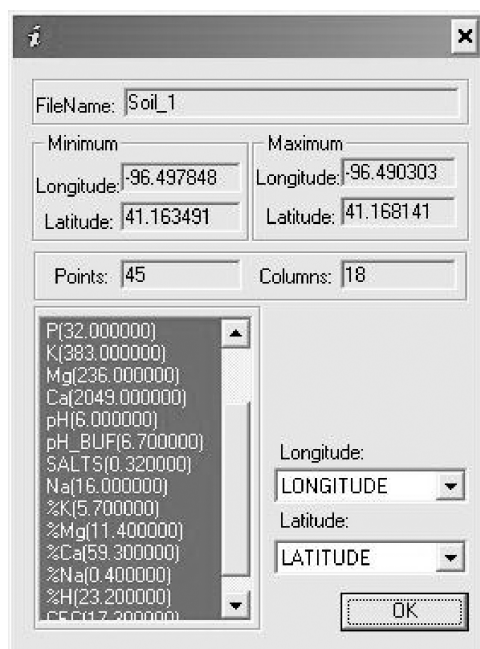 FileName: Soil_1
Minimum
Longitude: -96.497848
Latitude: 41.163491
Maximum
Longitude: -96.490303
Latitude: 41.168141
Points: 45
Columns: 18
P(32.000000)
K(383.000000)
Mg(236.000000)
Ca(2049.000000)
pH(6.000000)
pH_BUF(6.700000)
SALTS(0.320000)
Na(16.000000)
%K(5.700000)
%Mg(11.400000)
%Ca(59.300000)
%Na(0.400000)
%H(23.200000)
CEC(17.300000)
Longitude:
LONGITUDE
Latitude:
LATITUDE
OK